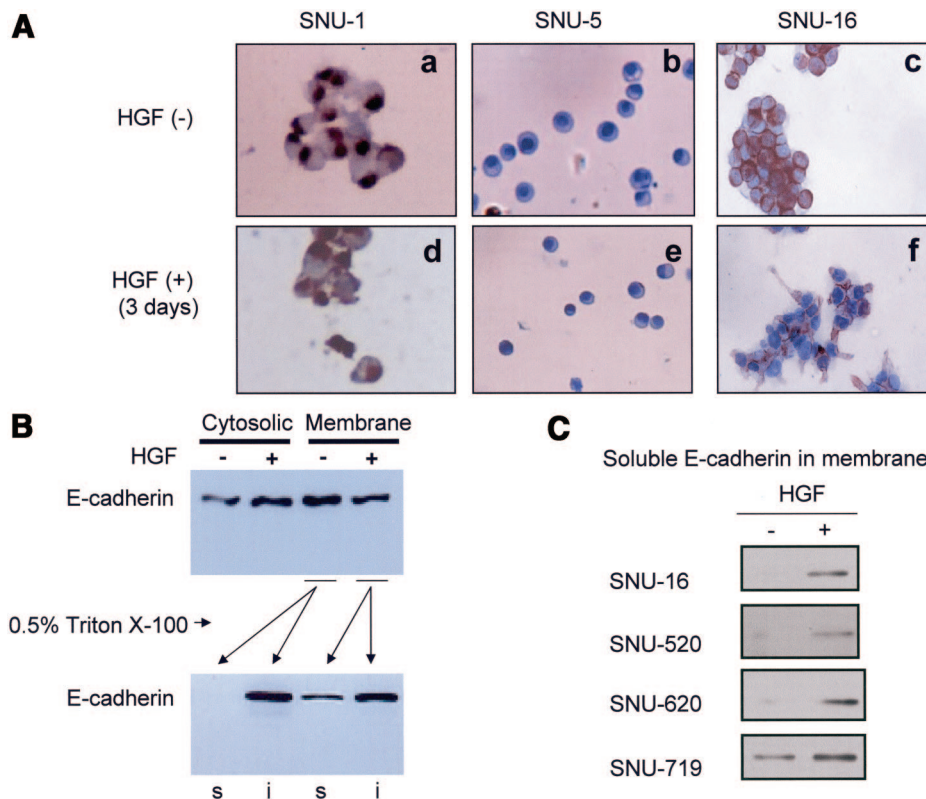 A
SNU-1 SNU-5 SNU-16
HGF (-)
a b c
HGF (+)
(3 days)
d e f
B
Cytosolic Membrane
HGF - + - +
E-cadherin
0.5% Triton X-100
E-cadherin
s i s i
C
Soluble E-cadherin in membrane
HGF
- +
SNU-16
SNU-520
SNU-620
SNU-719